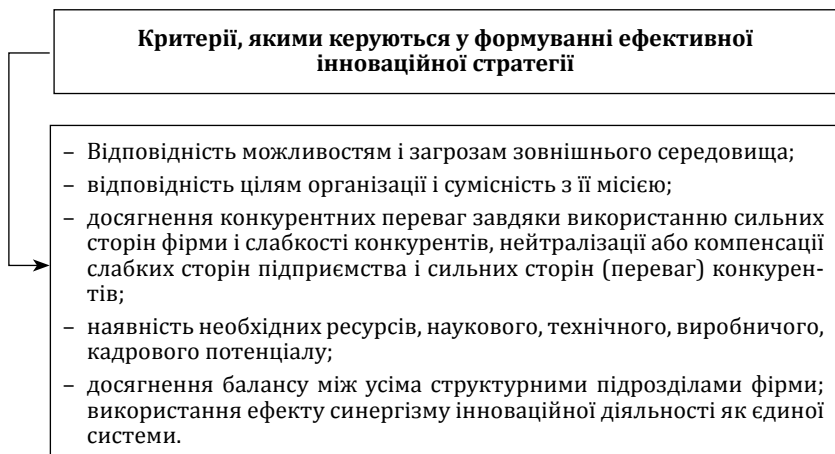 Критерії, якими керуються у формуванні ефективної
інноваційної стратегії
– Відповідність можливостям і загрозам зовнішнього середовища;
– відповідність цілям організації і сумісність з її місією;
– досягнення конкурентних переваг завдяки використанню сильних
сторін фірми і слабкості конкурентів, нейтралізації або компенсації
слабких сторін підприємства і сильних сторін (переваг) конкурен-
тів;
– наявність необхідних ресурсів, наукового, технічного, виробничого,
кадрового потенціалу;
– досягнення балансу між усіма структурними підрозділами фірми;
використання ефекту синергізму інноваційної діяльності як єдиної
системи.